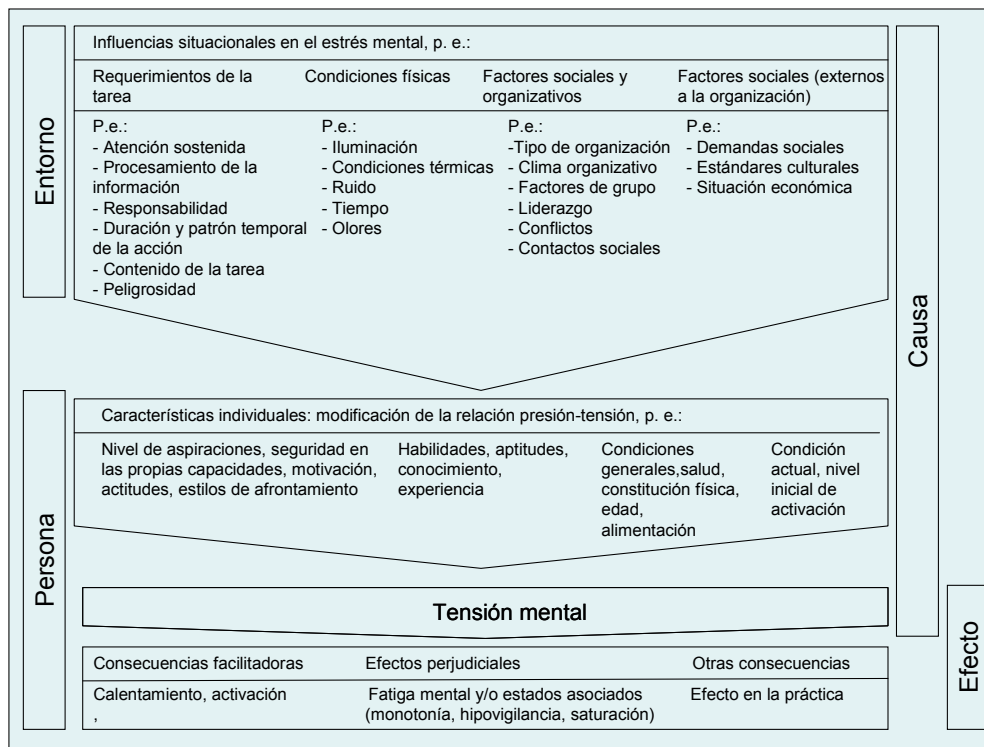 Entorno
Influencias situacionales en el estrés mental, p. e.:
Requerimientos de la
tarea
Condiciones físicas
Factores sociales y
organizativos
Factores sociales (externos
a la organización)
P.e.:
- Atención sostenida
- Procesamiento de la
información
- Responsabilidad
- Duración y patrón temporal
de la acción
- Contenido de la tarea
- Peligrosidad
P.e.:
- Iluminación
- Condiciones térmicas
- Ruido
- Tiempo
- Olores
P.e.:
-Tipo de organización
- Clima organizativo
- Factores de grupo
- Liderazgo
- Conflictos
- Contactos sociales
P.e.:
- Demandas sociales
- Estándares culturales
- Situación económica
Causa
Persona
Características individuales: modificación de la relación presión-tensión, p. e.:
Nivel de aspiraciones, seguridad en
las propias capacidades, motivación,
actitudes, estilos de afrontamiento
Habilidades, aptitudes,
conocimiento,
experiencia
Condiciones
generales,salud,
constitución física,
edad,
alimentación
Condición
actual, nivel
inicial de
activación
Tensión mental
Efecto
Consecuencias facilitadoras
Efectos perjudiciales
Otras consecuencias
Calentamiento, activación
,
Fatiga mental y/o estados asociados
(monotonía, hipovigilancia, saturación)
Efecto en la práctica